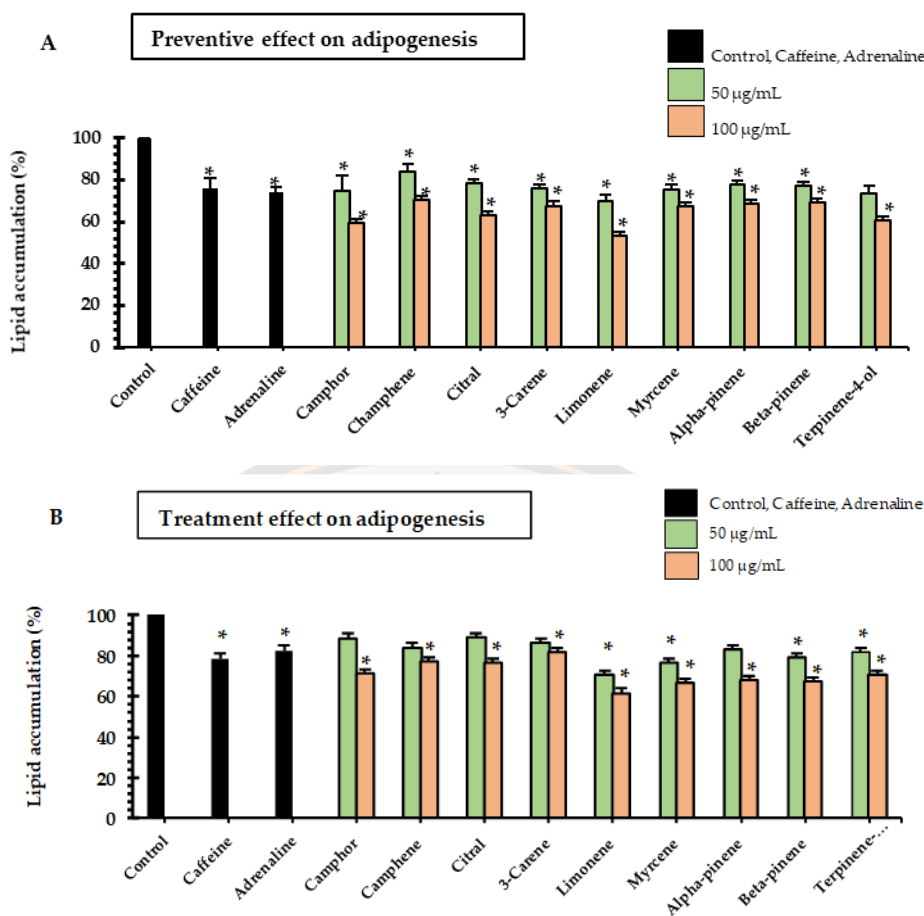 A
Preventive effect on adipogenesis
Control, Caffeine, Adrenaline
50 µg/mL
100 µg/mL
Lipid accumulation (%)
100
80
60
40
20
0
* * * * * * * * * * * * * * * * * * *
Control
Caffeine
Adrenaline
Camphor
Champhene
Citral
3-Carene
Limonene
Myrcene
Alpha-pinene
Beta-pinene
Terpinene-4-ol
B
Treatment effect on adipogenesis
Control, Caffeine, Adrenaline
50 µg/mL
100 µg/mL
Lipid accumulation (%)
100
80
60
40
20
0
* * * * * * * * * * * * * * *
Control
Caffeine
Adrenaline
Camphor
Camphene
Citral
3-Carene
Limonene
Myrcene
Alpha-pinene
Beta-pinene
Terpinene-...